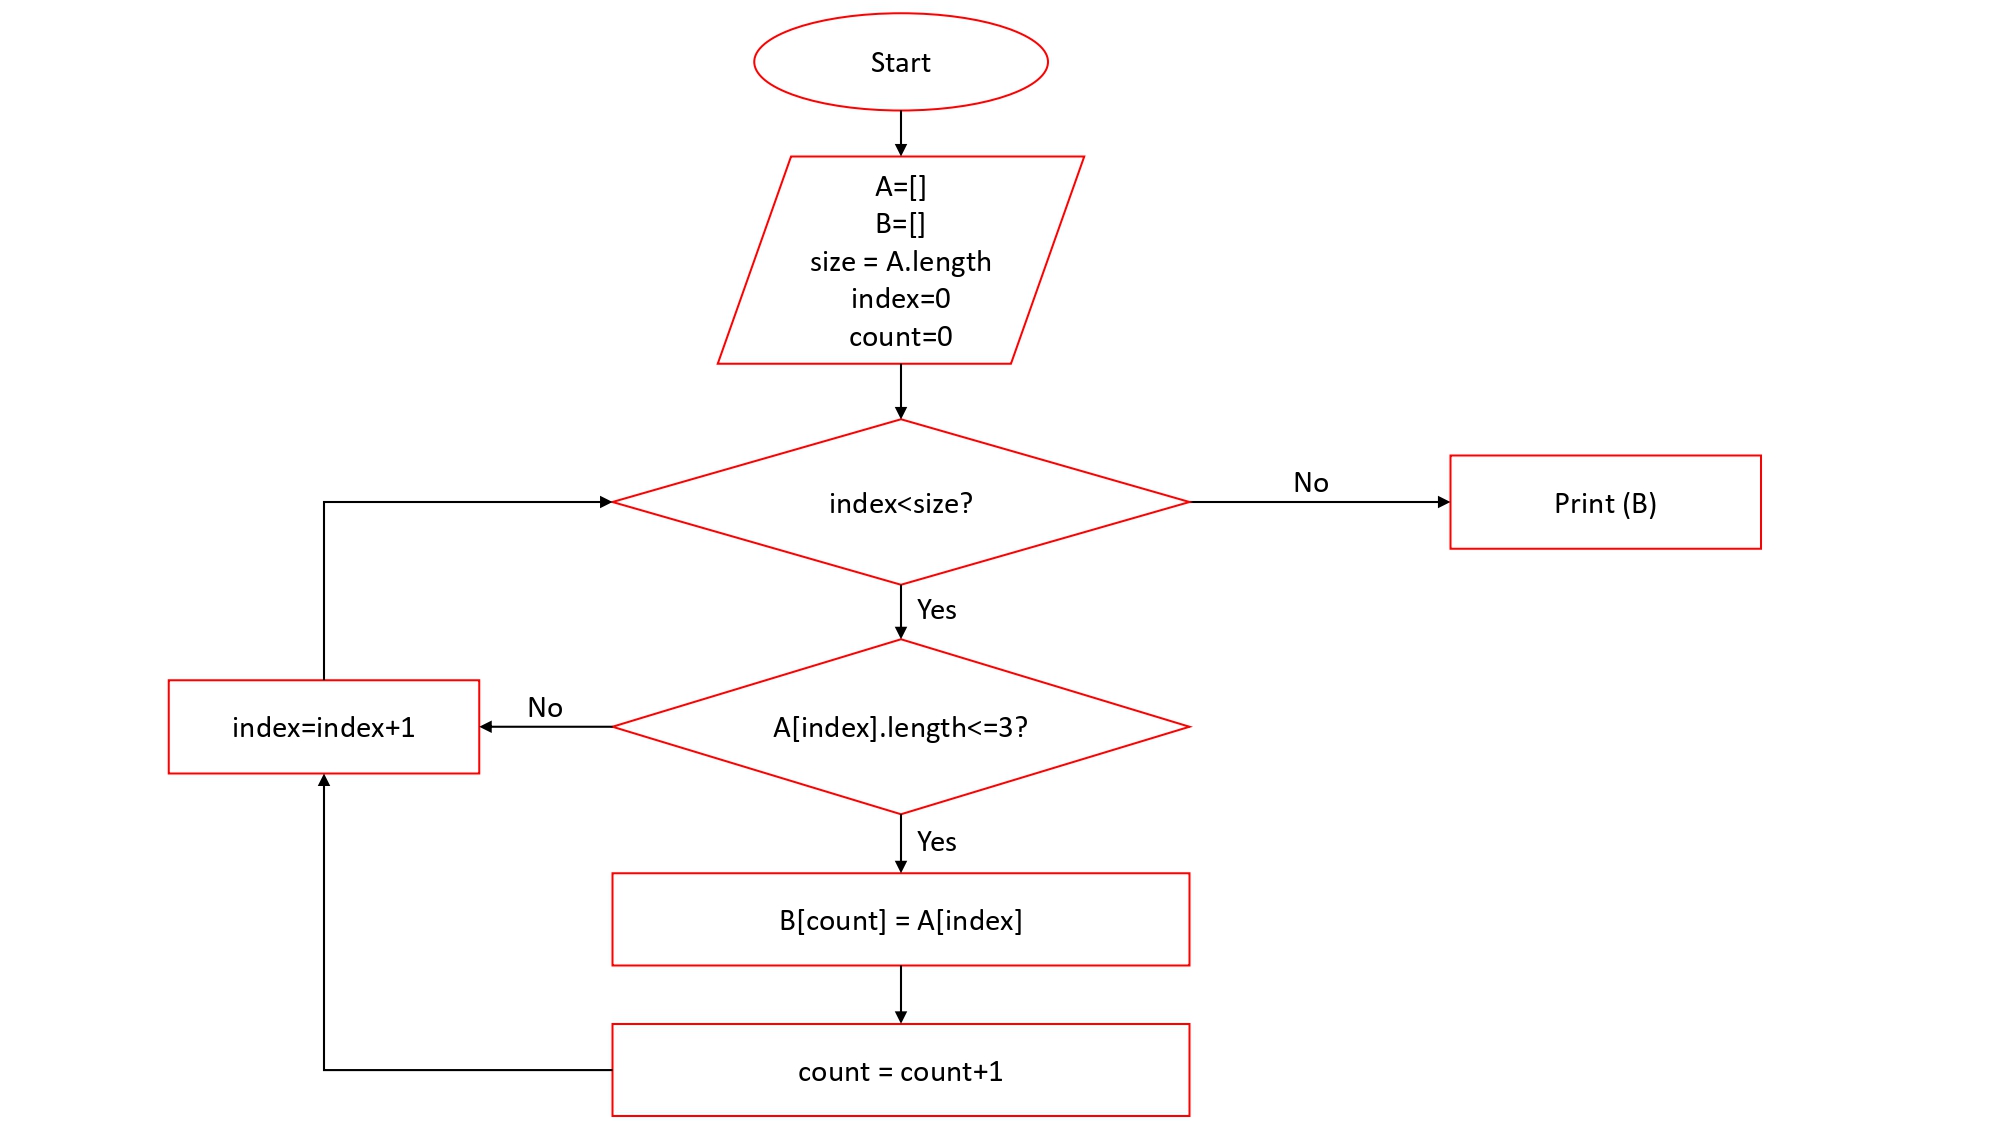 Start
A=[]
B=[]
size = A.length
index=0
count=0
index<size?
No
Print (B)
Yes
index=index+1
No
A[index].length<=3?
Yes
B[count] = A[index]
count = count+1